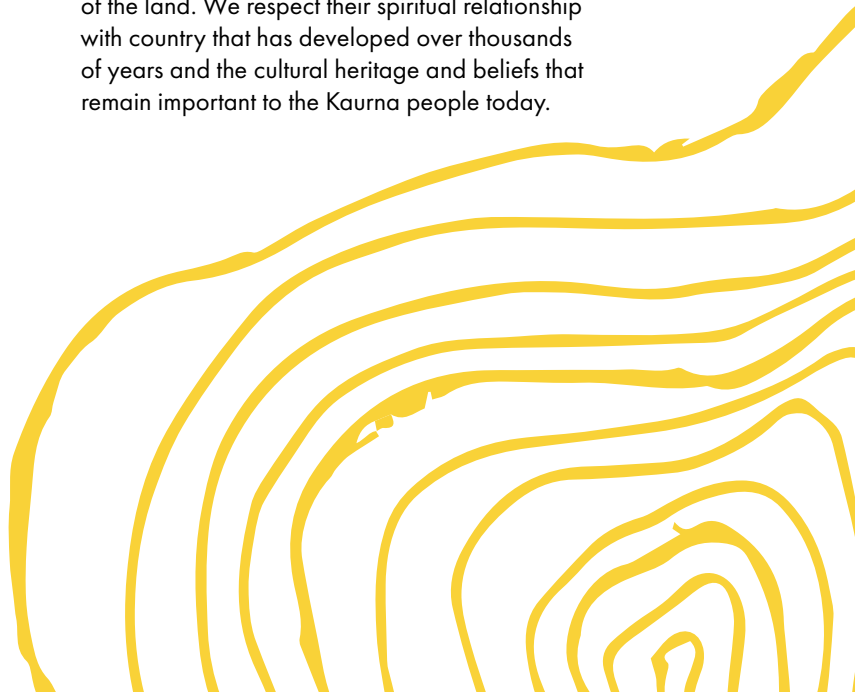 of the land. We respect their spiritual relationship
with country that has developed over thousands
of years and the cultural heritage and beliefs that
remain important to the Kaurna people today.